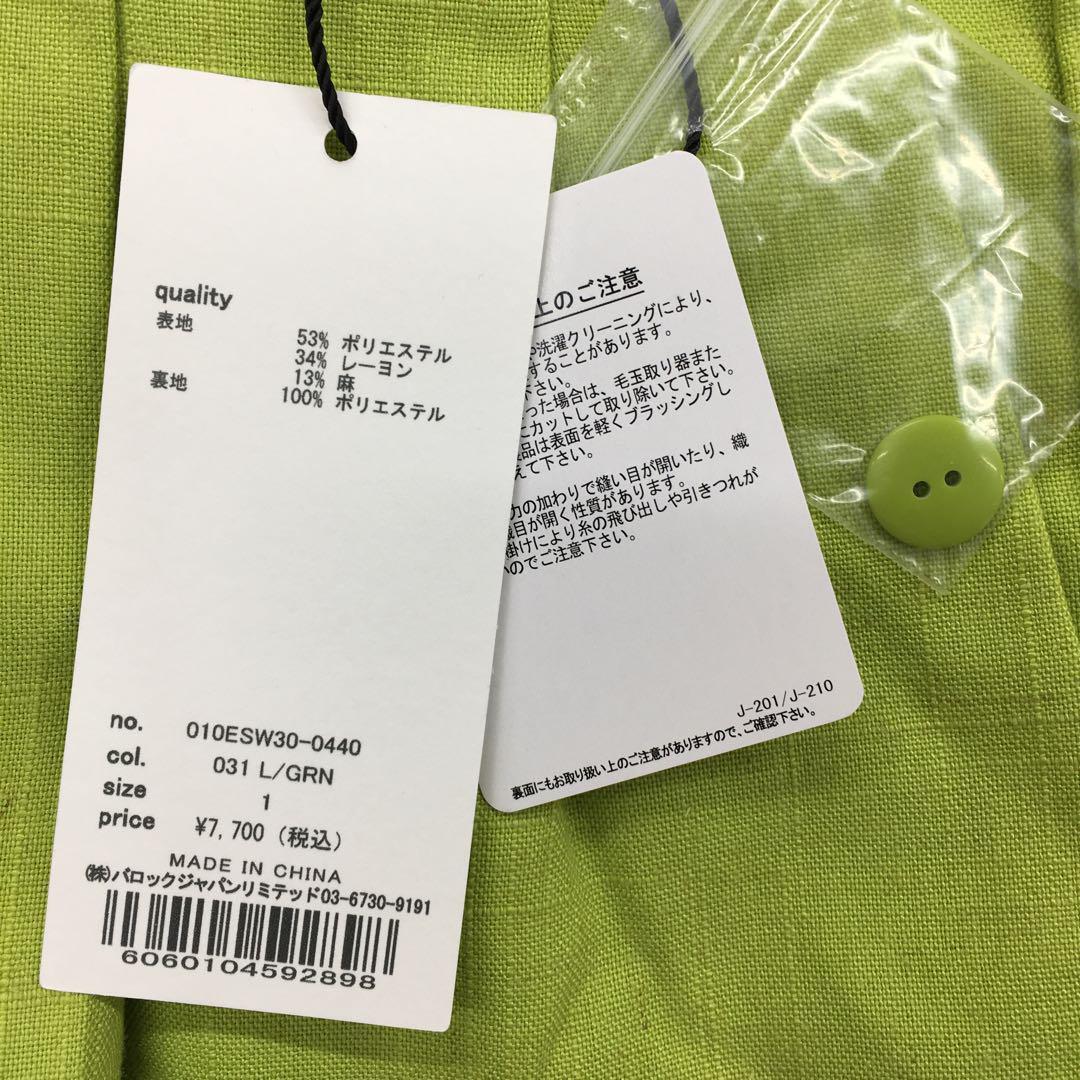 quality
表地
53% ポリエステル
34% レーヨン
13% 麻
裏地
100% ポリエステル
no. 010ESW30-0440
col. 031 L/GRN
size 1
price ¥7,700 (税込)
MADE IN CHINA
㈱バロックジャパンリミテッド03-6730-9191
6060104592898
上のご注意
や洗濯クリーニングにより、
することがあります。
下さい。
った場合は、毛玉取り器また
にカットして取り除いて下さい。
品は表面を軽くブラッシングし
えて下さい。
力の加わりで縫い目が開いたり、織
目が開く性質があります。
掛けにより糸の飛び出しや引きつれが
いのでご注意下さい。
J-201/J-210
裏面にもお取り扱い上のご注意がありますので、ご確認下さい。